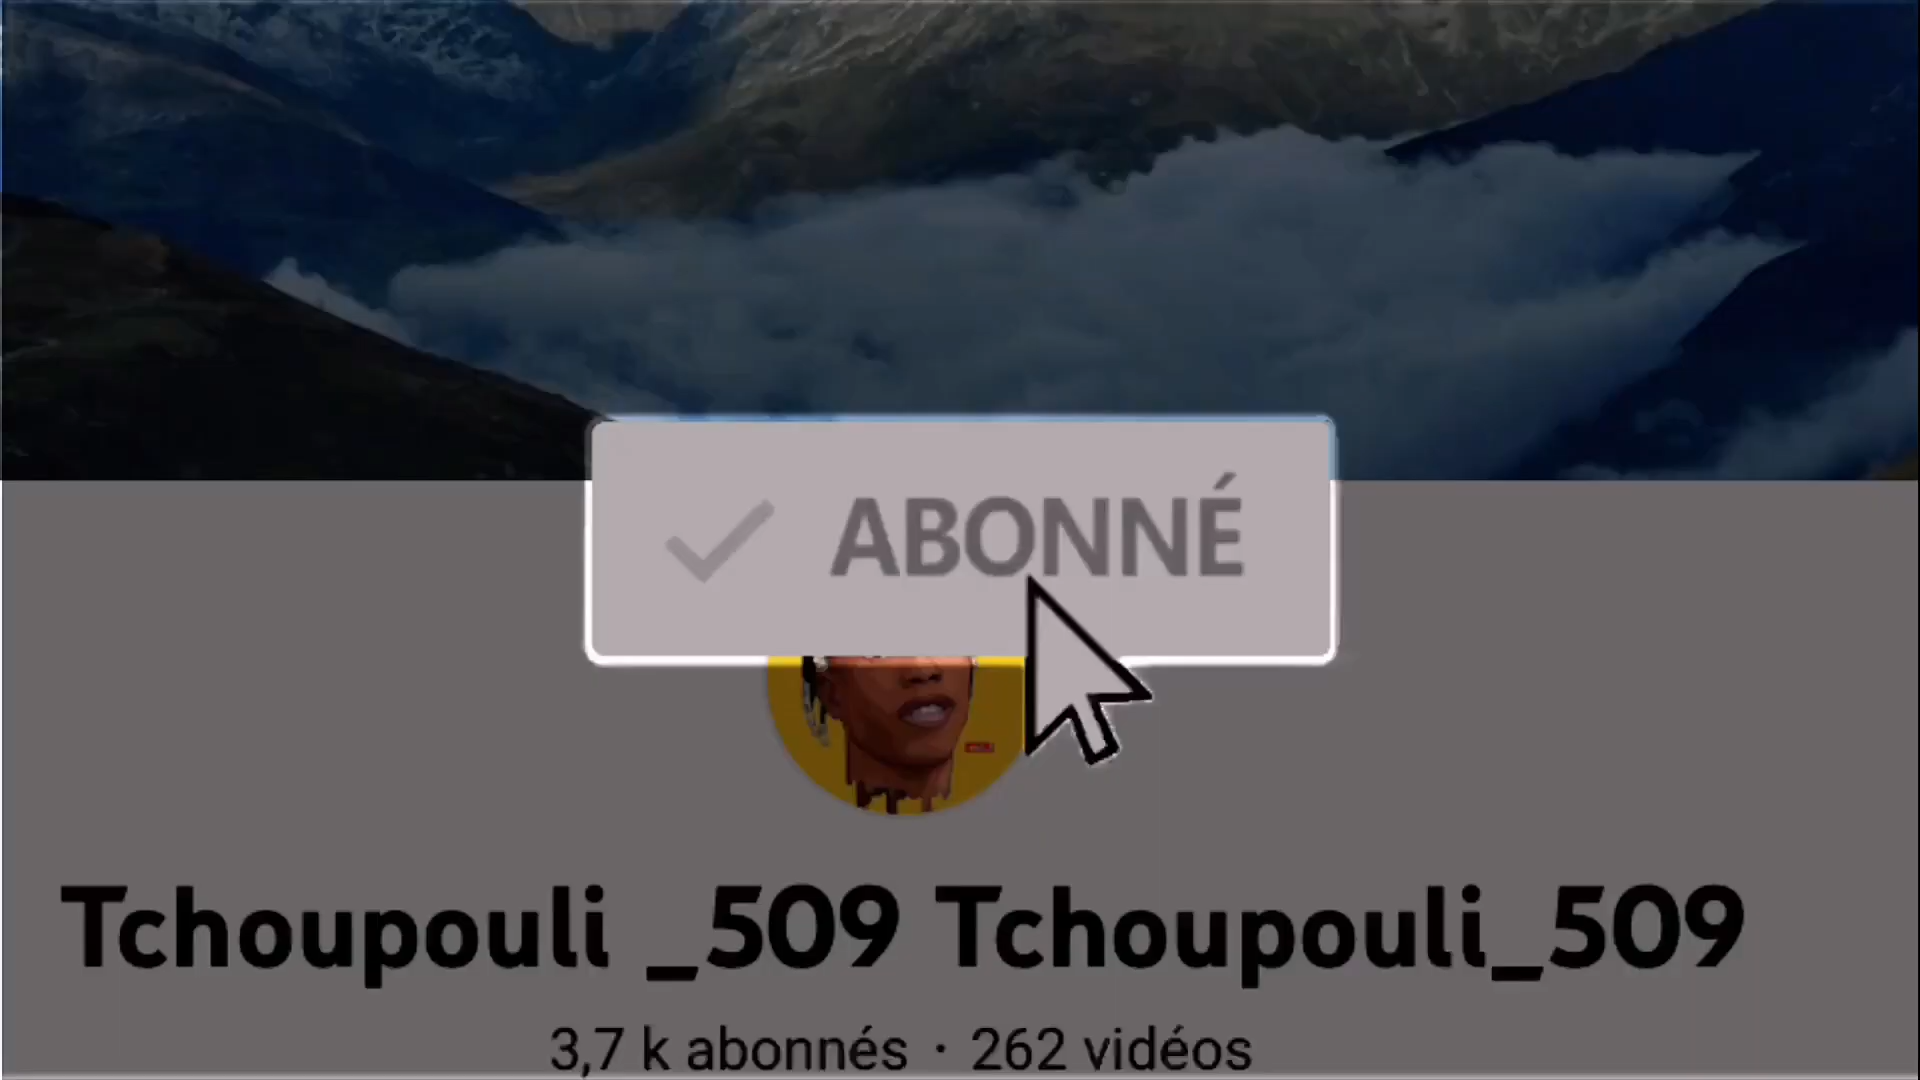 ABONNÉ
Tchoupouli _509 Tchoupouli_509
3,7 k abonnés · 262 vidéos